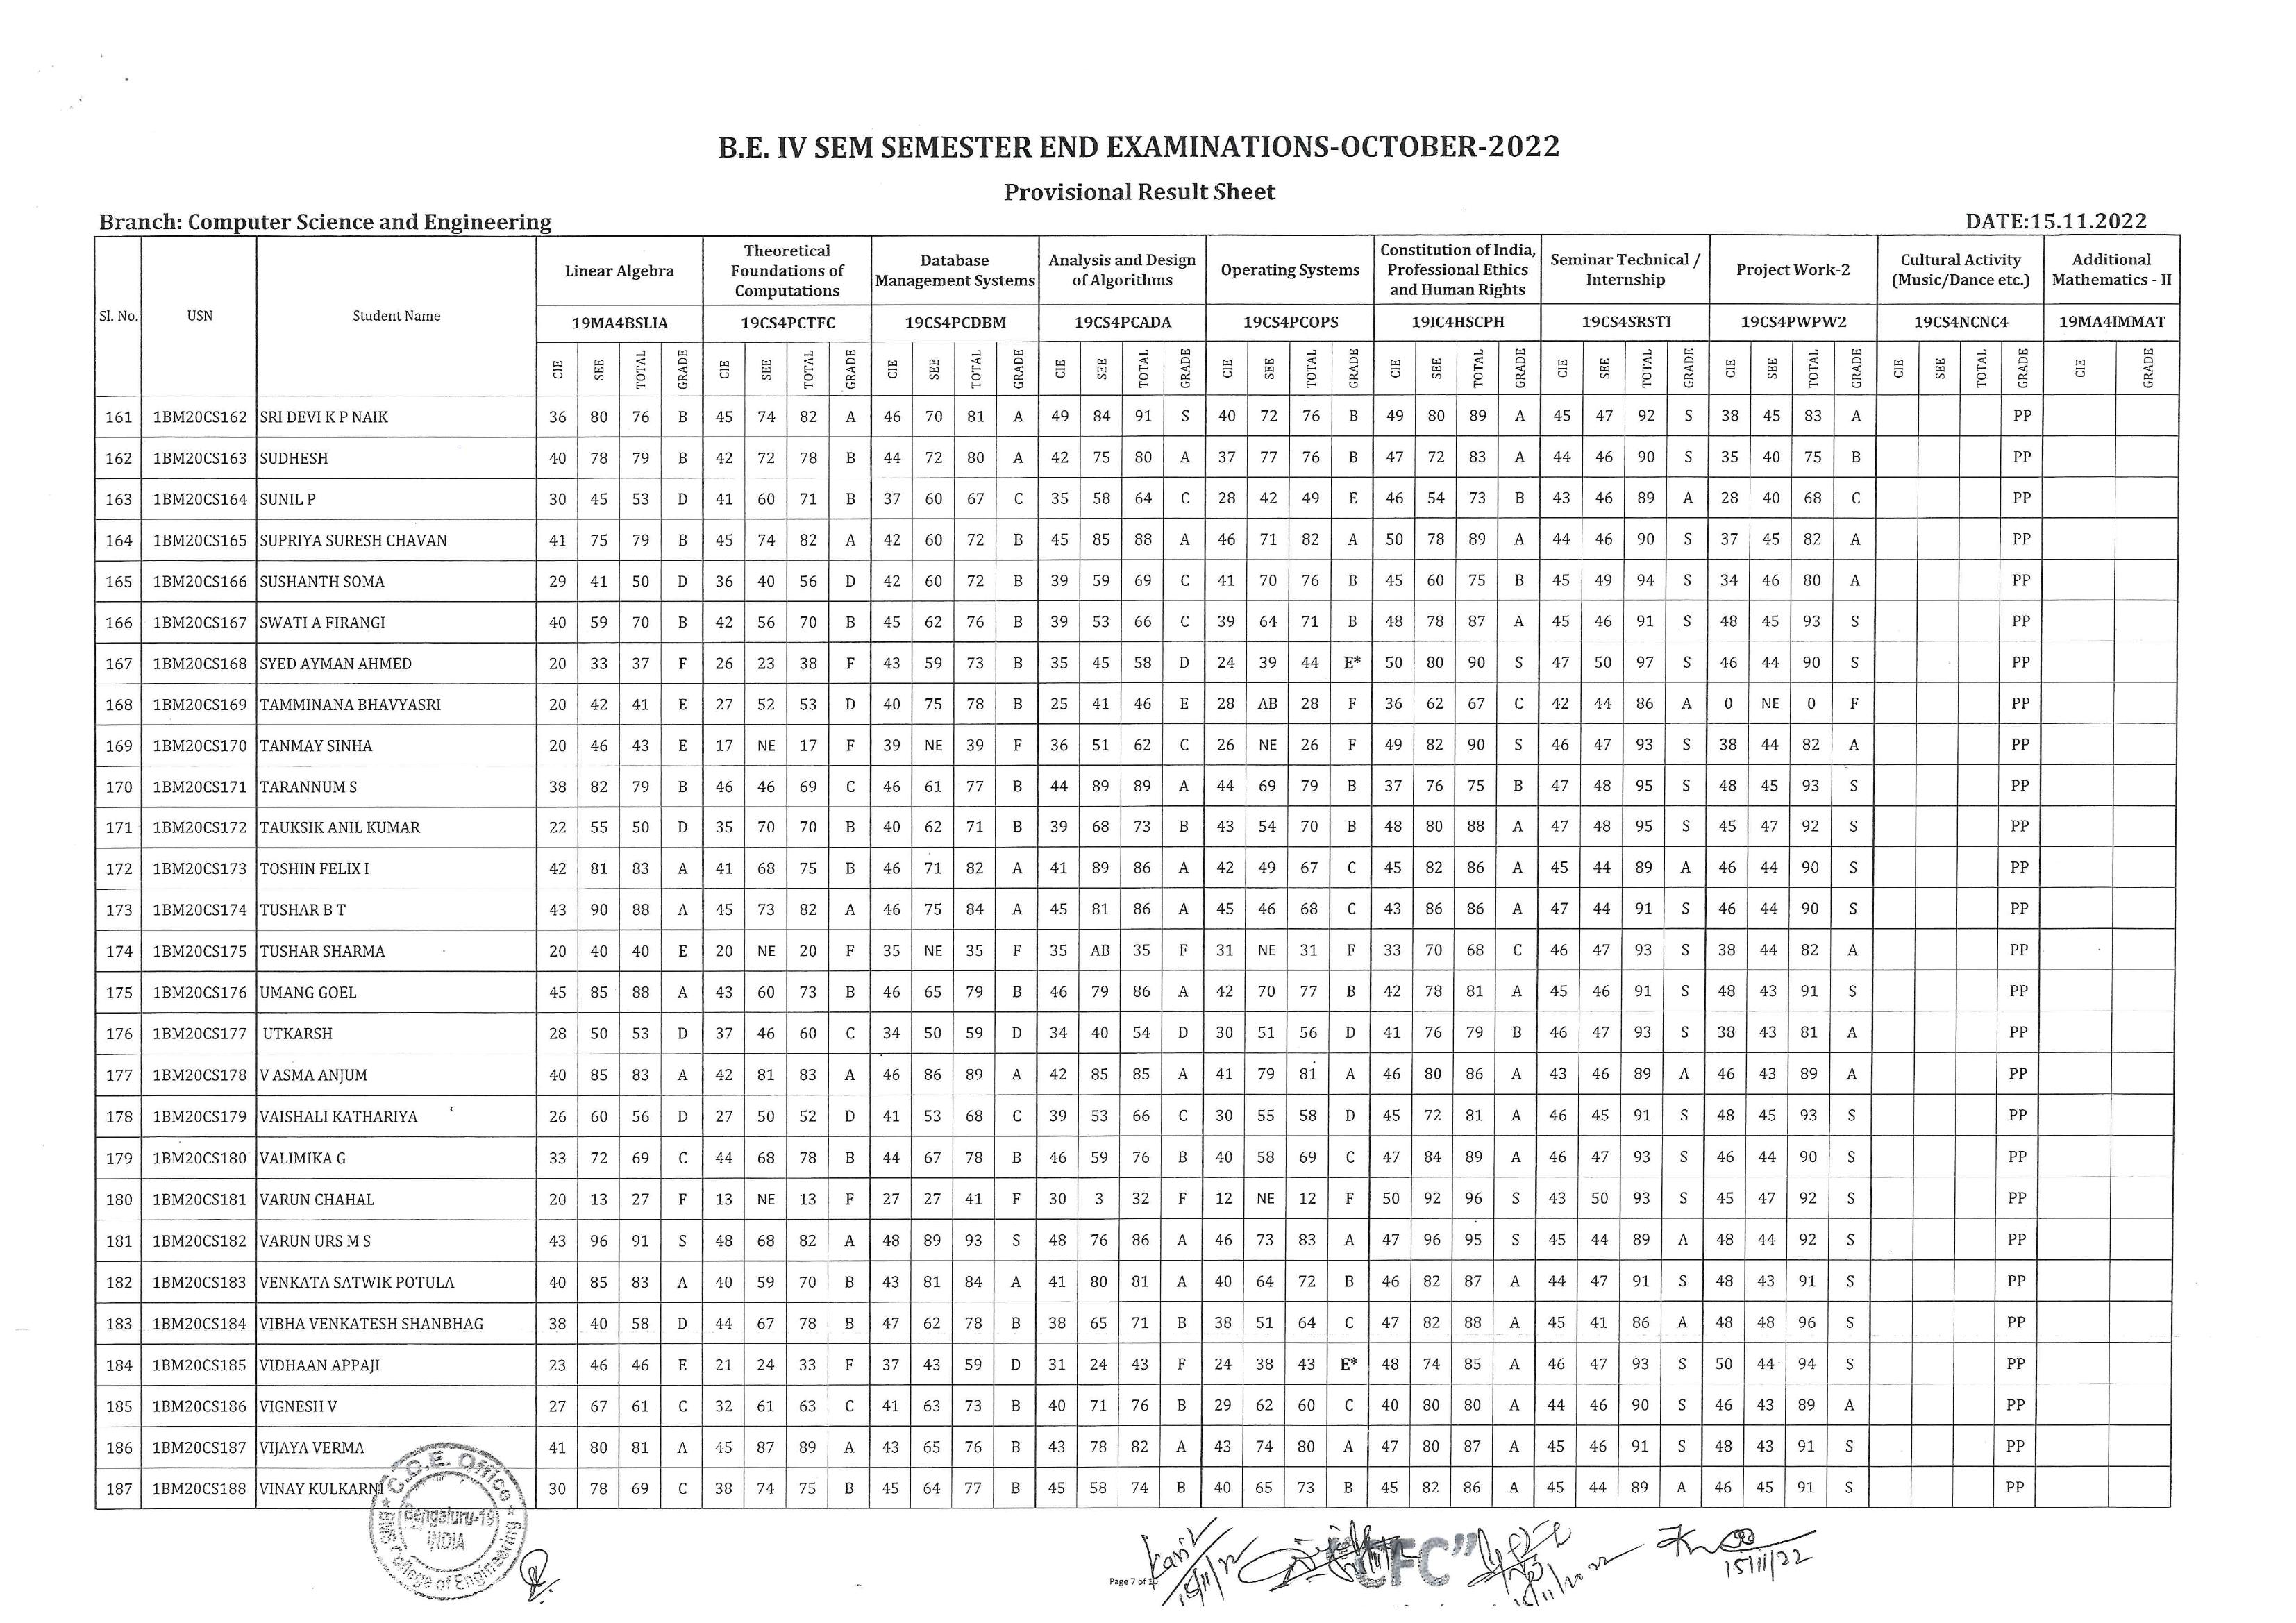 B.E. IV SEM SEMESTER END EXAMINATIONS-OCTOBER-2022
Provisional Result Sheet
Branch: Computer Science and Engineering DATE:15.11.2022
Sl. No. USN Student Name Linear Algebra Theoretical Foundations of Computations Database Management Systems Analysis and Design of Algorithms Operating Systems Constitution of India, Professional Ethics and Human Rights Seminar Technical / Internship Project Work-2 Cultural Activity (Music/Dance etc.) Additional Mathematics - II
19MA4BSLIA 19CS4PCTFC 19CS4PCDBM 19CS4PCADA 19CS4PCOPS 19IC4HSCPH 19CS4SRSTI 19CS4PWPW2 19CS4NCNC4 19MA4IMMAT
CIE SEE TOTAL GRADE CIE SEE TOTAL GRADE CIE SEE TOTAL GRADE CIE SEE TOTAL GRADE CIE SEE TOTAL GRADE CIE SEE TOTAL GRADE CIE SEE TOTAL GRADE CIE SEE TOTAL GRADE CIE SEE TOTAL GRADE CIE GRADE
161 1BM20CS162 SRI DEVI K P NAIK 36 80 76 B 45 74 82 A 46 70 81 A 49 84 91 S 40 72 76 B 49 80 89 A 45 47 92 S 38 45 83 A PP
162 1BM20CS163 SUDHESH 40 78 79 B 42 72 78 B 44 72 80 A 42 75 80 A 37 77 76 B 47 72 83 A 44 46 90 S 35 40 75 B PP
163 1BM20CS164 SUNIL P 30 45 53 D 41 60 71 B 37 60 67 C 35 58 64 C 28 42 49 E 46 54 73 B 43 46 89 A 28 40 68 C PP
164 1BM20CS165 SUPRIYA SURESH CHAVAN 41 75 79 B 45 74 82 A 42 60 72 B 45 85 88 A 46 71 82 A 50 78 89 A 44 46 90 S 37 45 82 A PP
165 1BM20CS166 SUSHANTH SOMA 29 41 50 D 36 40 56 D 42 60 72 B 39 59 69 C 41 70 76 B 45 60 75 B 45 49 94 S 34 46 80 A PP
166 1BM20CS167 SWATI A FIRANGI 40 59 70 B 42 56 70 B 45 62 76 B 39 53 66 C 39 64 71 B 48 78 87 A 45 46 91 S 48 45 93 S PP
167 1BM20CS168 SYED AYMAN AHMED 20 33 37 F 26 23 38 F 43 59 73 B 35 45 58 D 24 39 44 E* 50 80 90 S 47 50 97 S 46 44 90 S PP
168 1BM20CS169 TAMMINANA BHAVYASRI 20 42 41 E 27 52 53 D 40 75 78 B 25 41 46 E 28 AB 28 F 36 62 67 C 42 44 86 A 0 NE 0 F PP
169 1BM20CS170 TANMAY SINHA 20 46 43 E 17 NE 17 F 39 NE 39 F 36 51 62 C 26 NE 26 F 49 82 90 S 46 47 93 S 38 44 82 A PP
170 1BM20CS171 TARANNUM S 38 82 79 B 46 46 69 C 46 61 77 B 44 89 89 A 44 69 79 B 37 76 75 B 47 48 95 S 48 45 93 S PP
171 1BM20CS172 TAUKSIK ANIL KUMAR 22 55 50 D 35 70 70 B 40 62 71 B 39 68 73 B 43 54 70 B 48 80 88 A 47 48 95 S 45 47 92 S PP
172 1BM20CS173 TOSHIN FELIX I 42 81 83 A 41 68 75 B 46 71 82 A 41 89 86 A 42 49 67 C 45 82 86 A 45 44 89 A 46 44 90 S PP
173 1BM20CS174 TUSHAR B T 43 90 88 A 45 73 82 A 46 75 84 A 45 81 86 A 45 46 68 C 43 86 86 A 47 44 91 S 46 44 90 S PP
174 1BM20CS175 TUSHAR SHARMA 20 40 40 E 20 NE 20 F 35 NE 35 F 35 AB 35 F 31 NE 31 F 33 70 68 C 46 47 93 S 38 44 82 A PP
175 1BM20CS176 UMANG GOEL 45 85 88 A 43 60 73 B 46 65 79 B 46 79 86 A 42 70 77 B 42 78 81 A 45 46 91 S 48 43 91 S PP
176 1BM20CS177 UTKARSH 28 50 53 D 37 46 60 C 34 50 59 D 34 40 54 D 30 51 56 D 41 76 79 B 46 47 93 S 38 43 81 A PP
177 1BM20CS178 V ASMA ANJUM 40 85 83 A 42 81 83 A 46 86 89 A 42 85 85 A 41 79 81 A 46 80 86 A 43 46 89 A 46 43 89 A PP
178 1BM20CS179 VAISHALI KATHARIYA 26 60 56 D 27 50 52 D 41 53 68 C 39 53 66 C 30 55 58 D 45 72 81 A 46 45 91 S 48 45 93 S PP
179 1BM20CS180 VALIMIKA G 33 72 69 C 44 68 78 B 44 67 78 B 46 59 76 B 40 58 69 C 47 84 89 A 46 47 93 S 46 44 90 S PP
180 1BM20CS181 VARUN CHAHAL 20 13 27 F 13 NE 13 F 27 27 41 F 30 3 32 F 12 NE 12 F 50 92 96 S 43 50 93 S 45 47 92 S PP
181 1BM20CS182 VARUN URS M S 43 96 91 S 48 68 82 A 48 89 93 S 48 76 86 A 46 73 83 A 47 96 95 S 45 44 89 A 48 44 92 S PP
182 1BM20CS183 VENKATA SATWIK POTULA 40 85 83 A 40 59 70 B 43 81 84 A 41 80 81 A 40 64 72 B 46 82 87 A 44 47 91 S 48 43 91 S PP
183 1BM20CS184 VIBHA VENKATESH SHANBHAG 38 40 58 D 44 67 78 B 47 62 78 B 38 65 71 B 38 51 64 C 47 82 88 A 45 41 86 A 48 48 96 S PP
184 1BM20CS185 VIDHAAN APPAJI 23 46 46 E 21 24 33 F 37 43 59 D 31 24 43 F 24 38 43 E* 48 74 85 A 46 47 93 S 50 44 94 S PP
185 1BM20CS186 VIGNESH V 27 67 61 C 32 61 63 C 41 63 73 B 40 71 76 B 29 62 60 C 40 80 80 A 44 46 90 S 46 43 89 A PP
186 1BM20CS187 VIJAYA VERMA 41 80 81 A 45 87 89 A 43 65 76 B 43 78 82 A 43 74 80 A 47 80 87 A 45 46 91 S 48 43 91 S PP
187 1BM20CS188 VINAY KULKARNI 30 78 69 C 38 74 75 B 45 64 77 B 45 58 74 B 40 65 73 B 45 82 86 A 45 44 89 A 46 45 91 S PP
C.O.E. Office
Bengaluru-19
INDIA
College of Engineering
CFC"
15/11/22
15/11/22
Page 7 of